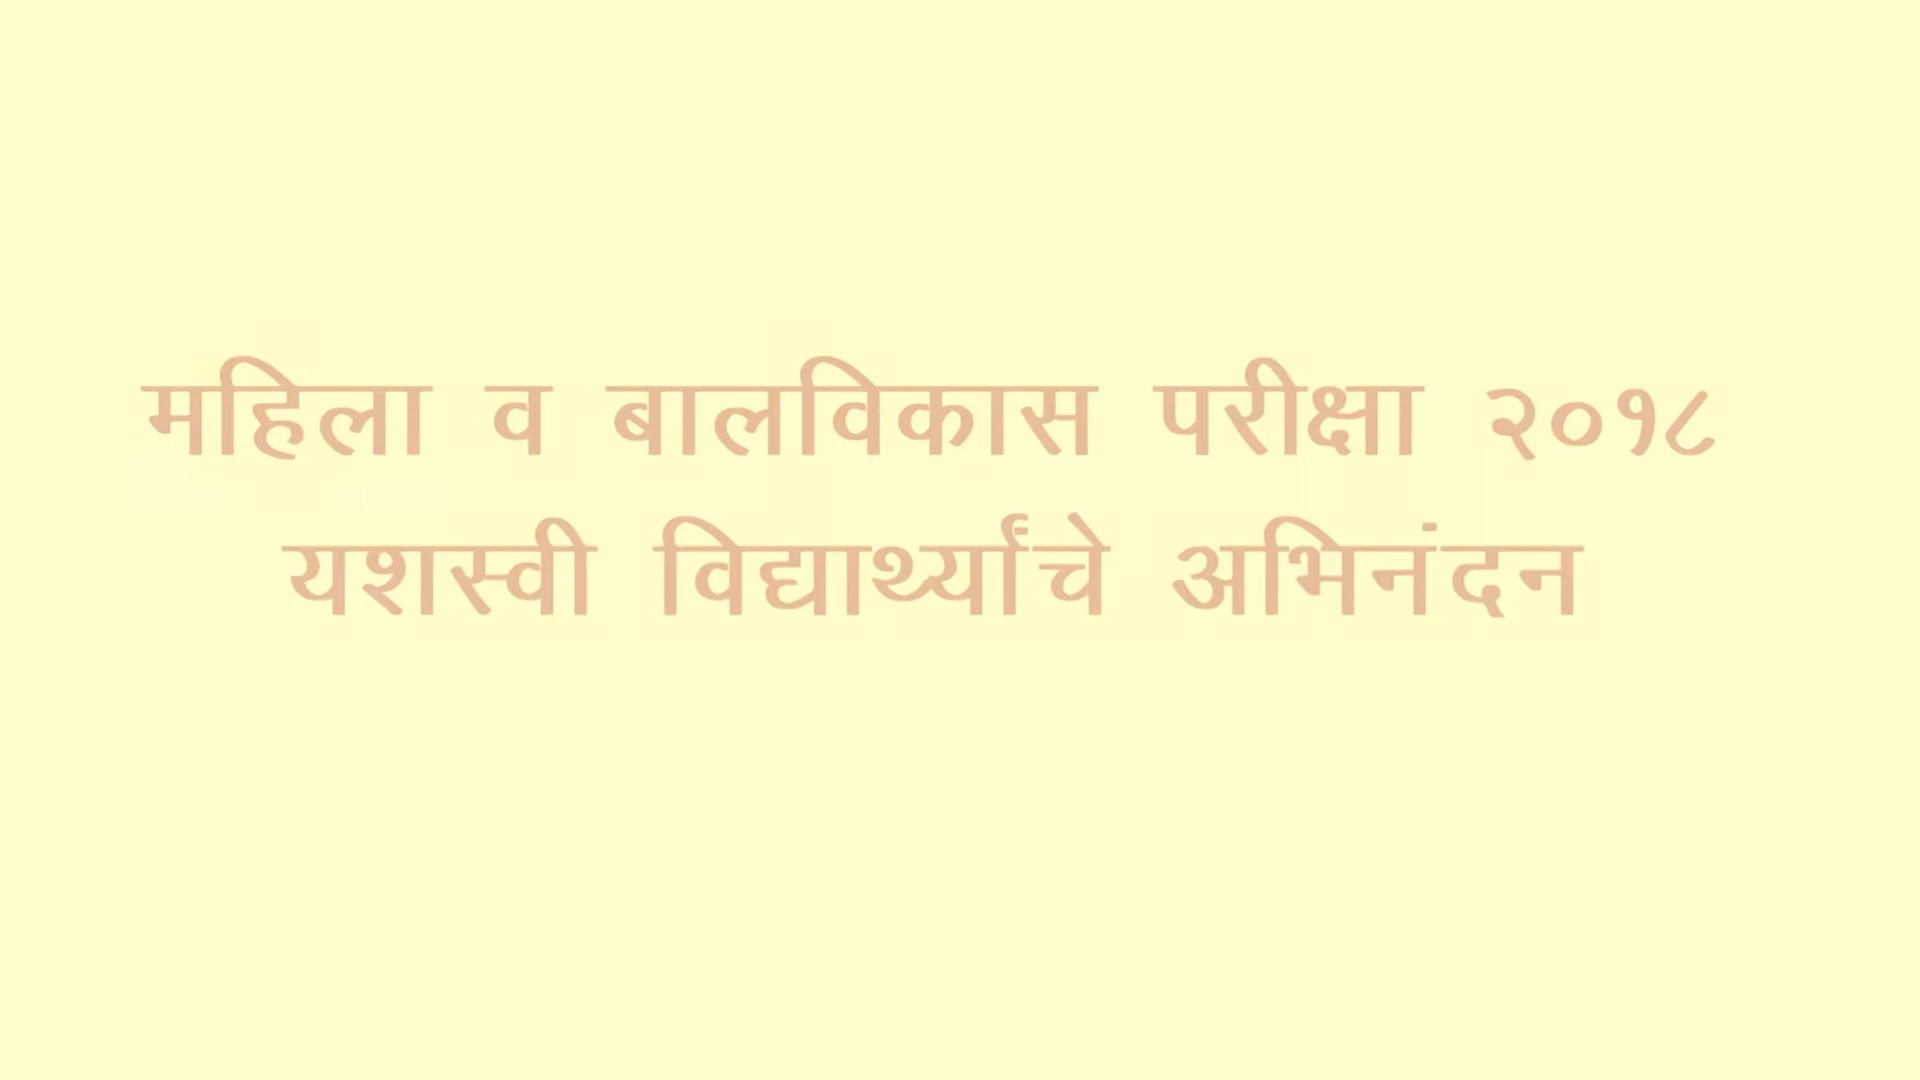 महिला व बालविकास परीक्षा २०१८
यशस्वी विद्यार्थ्यांचे अभिनंदन